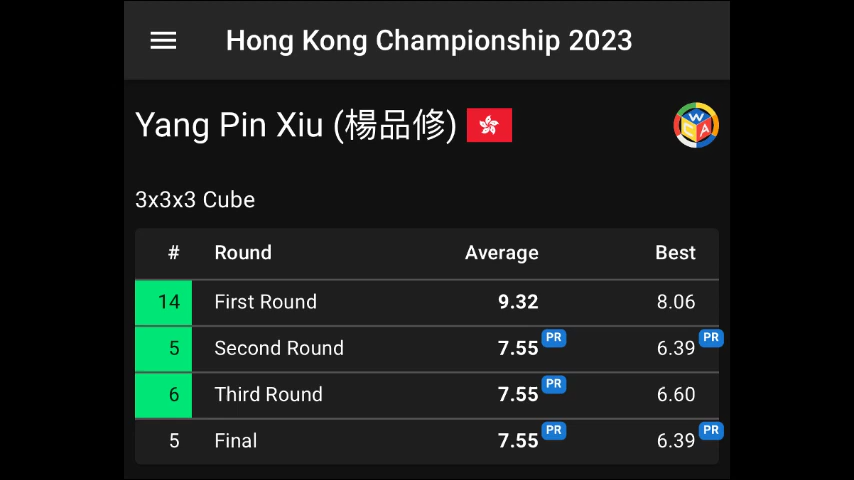 Hong Kong Championship 2023
Yang Pin Xiu (楊品修)
W C A
3x3x3 Cube
# Round Average Best
14 First Round 9.32 8.06
5 Second Round 7.55 PR 6.39 PR
6 Third Round 7.55 PR 6.60
5 Final 7.55 PR 6.39 PR